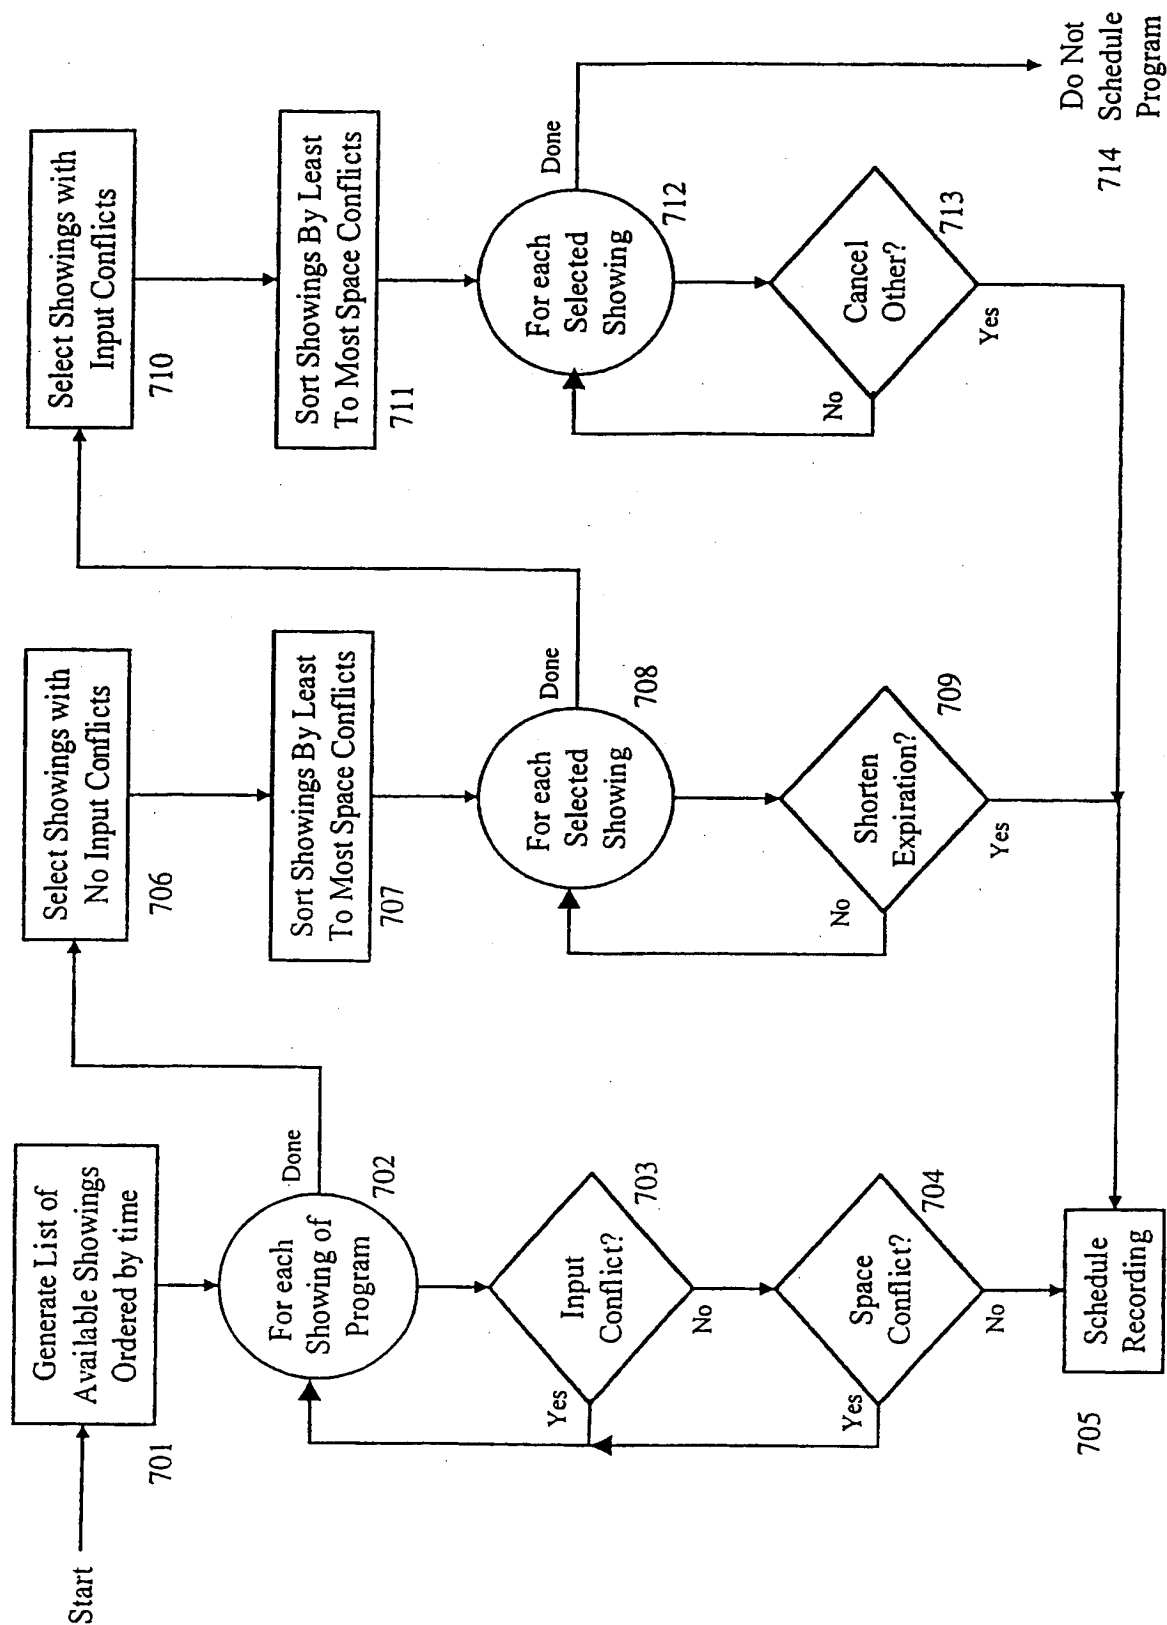 Start
Generate List of
Available Showings
Ordered by time
701
For each
Showing of
Program
702
Done
Input
Conflict?
703
Yes
No
Space
Conflict?
704
Yes
No
Schedule
Recording
705
Select Showings with
No Input Conflicts
706
Sort Showings By Least
To Most Space Conflicts
707
For each
Selected
Showing
708
Done
Shorten
Expiration?
709
No
Yes
Select Showings with
Input Conflicts
710
Sort Showings By Least
To Most Space Conflicts
711
For each
Selected
Showing
712
Done
Cancel
Other?
713
No
Yes
714
Do Not
Schedule
Program